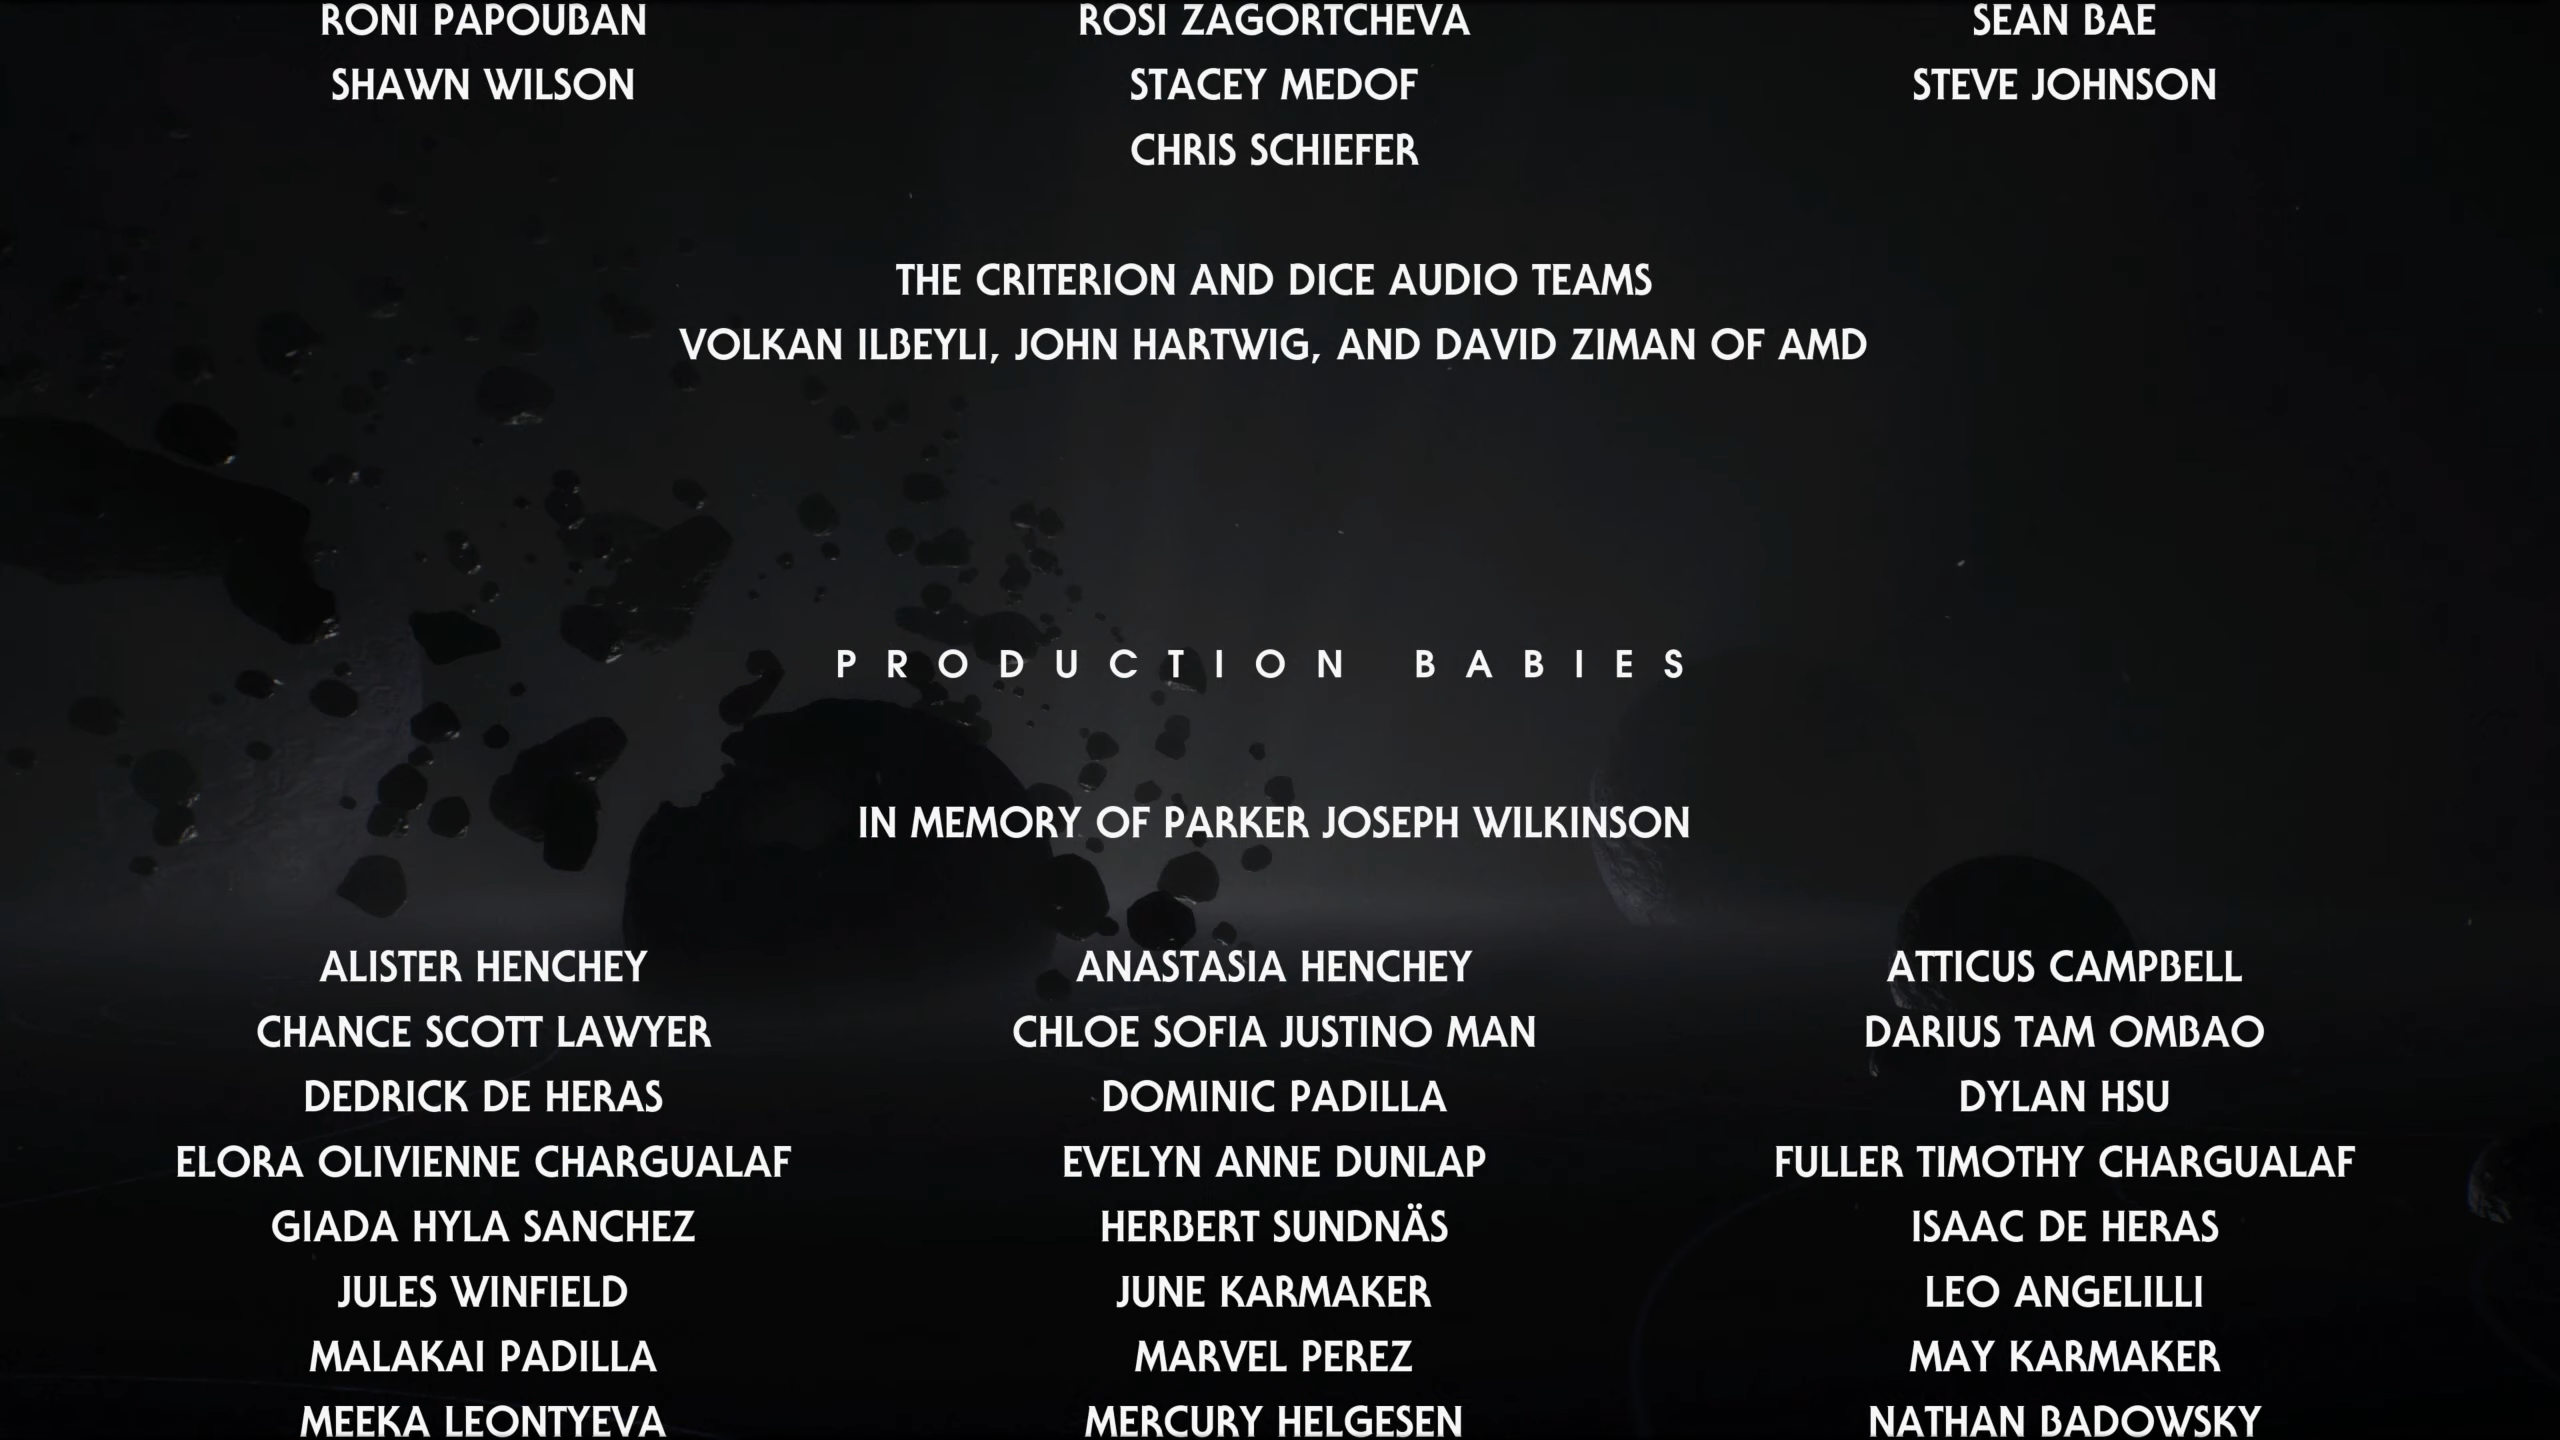 RONI PAPOUBAN ROSI ZAGORTCHEVA SEAN BAE
SHAWN WILSON STACEY MEDOF STEVE JOHNSON
CHRIS SCHIEFER
THE CRITERION AND DICE AUDIO TEAMS
VOLKAN ILBEYLI, JOHN HARTWIG, AND DAVID ZIMAN OF AMD
PRODUCTION BABIES
IN MEMORY OF PARKER JOSEPH WILKINSON
ALISTER HENCHEY ANASTASIA HENCHEY ATTICUS CAMPBELL
CHANCE SCOTT LAWYER CHLOE SOFIA JUSTINO MAN DARIUS TAM OMBAO
DEDRICK DE HERAS DOMINIC PADILLA DYLAN HSU
ELORA OLIVIENNE CHARGUALAF EVELYN ANNE DUNLAP FULLER TIMOTHY CHARGUALAF
GIADA HYLA SANCHEZ HERBERT SUNDNÄS ISAAC DE HERAS
JULES WINFIELD JUNE KARMAKER LEO ANGELILLI
MALAKAI PADILLA MARVEL PEREZ MAY KARMAKER
MEEKA LEONTYEVA MERCURY HELGESEN NATHAN BADOWSKY